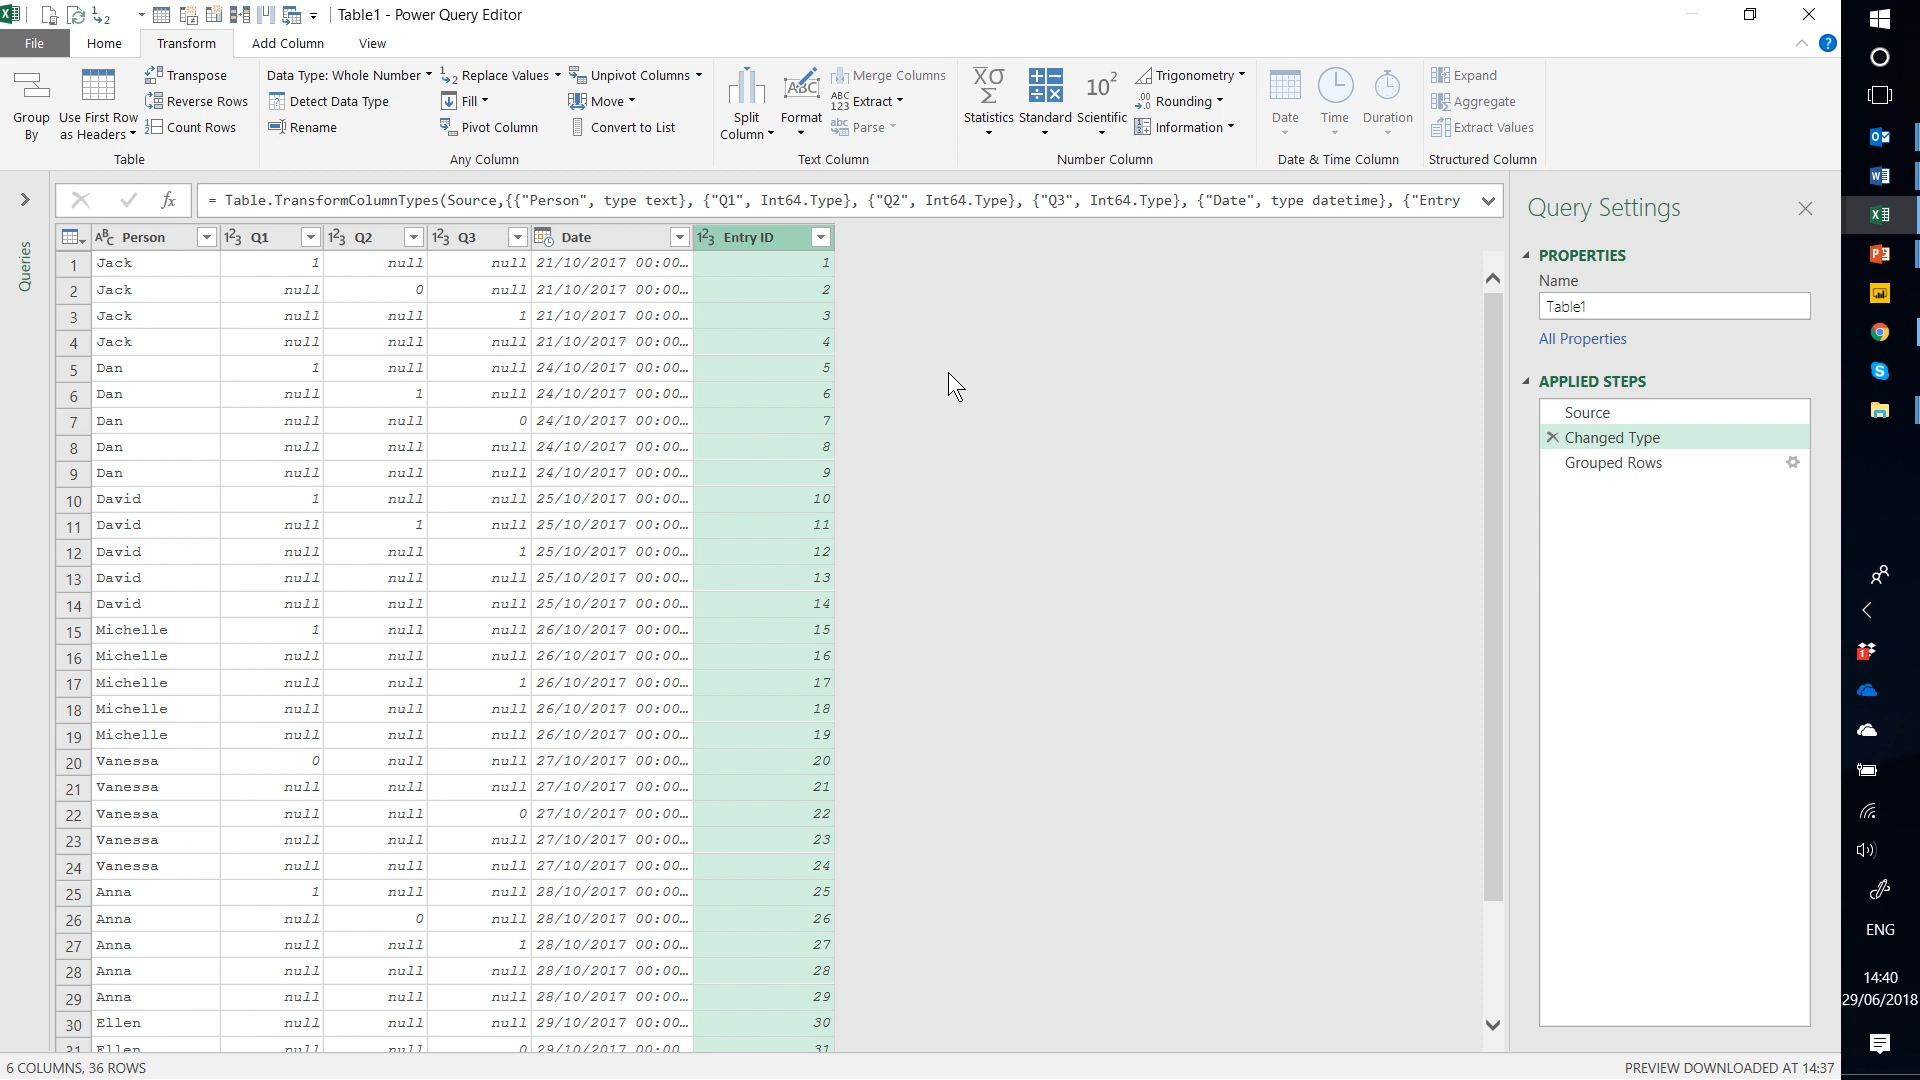 Table1 - Power Query Editor
File Home Transform Add Column View
Group By
Use First Row as Headers
Transpose
Reverse Rows
Count Rows
Table
Data Type: Whole Number
Detect Data Type
Rename
Replace Values
Fill
Pivot Column
Unpivot Columns
Move
Convert to List
Any Column
Split Column
Format
Merge Columns
Extract
Parse
Text Column
Statistics
Standard
Scientific
Trigonometry
Rounding
Information
Number Column
Date
Time
Duration
Date & Time Column
Expand
Aggregate
Extract Values
Structured Column
fx = Table.TransformColumnTypes(Source,{{"Person", type text}, {"Q1", Int64.Type}, {"Q2", Int64.Type}, {"Q3", Int64.Type}, {"Date", type datetime}, {"Entry
Queries
Person Q1 Q2 Q3 Date Entry ID
1 Jack 1 null null 21/10/2017 00:00... 1
2 Jack null 0 null 21/10/2017 00:00... 2
3 Jack null null 1 21/10/2017 00:00... 3
4 Jack null null null 21/10/2017 00:00... 4
5 Dan 1 null null 24/10/2017 00:00... 5
6 Dan null 1 null 24/10/2017 00:00... 6
7 Dan null null 0 24/10/2017 00:00... 7
8 Dan null null null 24/10/2017 00:00... 8
9 Dan null null null 24/10/2017 00:00... 9
10 David 1 null null 25/10/2017 00:00... 10
11 David null 1 null 25/10/2017 00:00... 11
12 David null null 1 25/10/2017 00:00... 12
13 David null null null 25/10/2017 00:00... 13
14 David null null null 25/10/2017 00:00... 14
15 Michelle 1 null null 26/10/2017 00:00... 15
16 Michelle null null null 26/10/2017 00:00... 16
17 Michelle null null 1 26/10/2017 00:00... 17
18 Michelle null null null 26/10/2017 00:00... 18
19 Michelle null null null 26/10/2017 00:00... 19
20 Vanessa 0 null null 27/10/2017 00:00... 20
21 Vanessa null null null 27/10/2017 00:00... 21
22 Vanessa null null 0 27/10/2017 00:00... 22
23 Vanessa null null null 27/10/2017 00:00... 23
24 Vanessa null null null 27/10/2017 00:00... 24
25 Anna 1 null null 28/10/2017 00:00... 25
26 Anna null 0 null 28/10/2017 00:00... 26
27 Anna null null 1 28/10/2017 00:00... 27
28 Anna null null null 28/10/2017 00:00... 28
29 Anna null null null 28/10/2017 00:00... 29
30 Ellen null null null 29/10/2017 00:00... 30
31 Ellen null null 0 29/10/2017 00:00 31
Query Settings
PROPERTIES
Name
Table1
All Properties
APPLIED STEPS
Source
Changed Type
Grouped Rows
6 COLUMNS, 36 ROWS
PREVIEW DOWNLOADED AT 14:37
ENG
14:40
29/06/2018